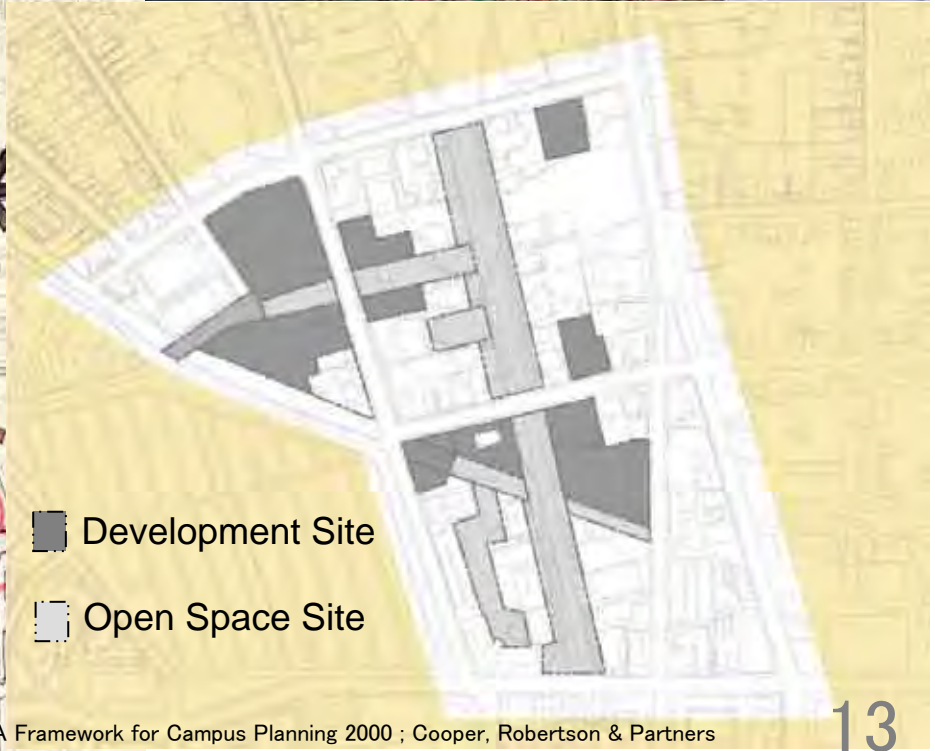 Development Site
Open Space Site
A Framework for Campus Planning 2000 ; Cooper, Robertson & Partners
13